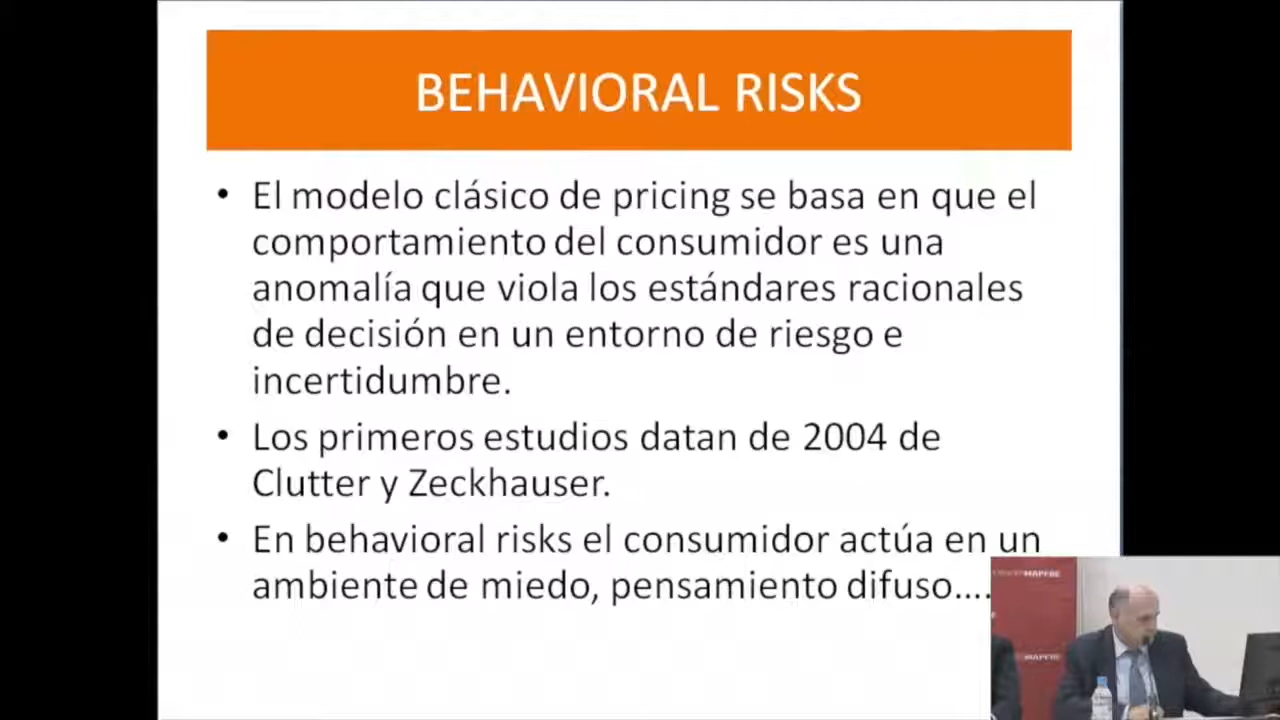 BEHAVIORAL RISKS
• El modelo clásico de pricing se basa en que el
comportamiento del consumidor es una
anomalía que viola los estándares racionales
de decisión en un entorno de riesgo e
incertidumbre.
• Los primeros estudios datan de 2004 de
Clutter y Zeckhauser.
• En behavioral risks el consumidor actúa en un
ambiente de miedo, pensamiento difuso....
MAPFRE
MAPFRE